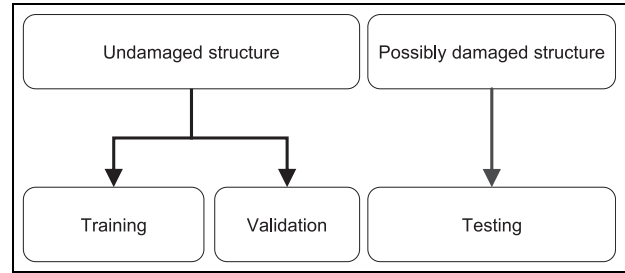 Undamaged structure
Possibly damaged structure
Training
Validation
Testing